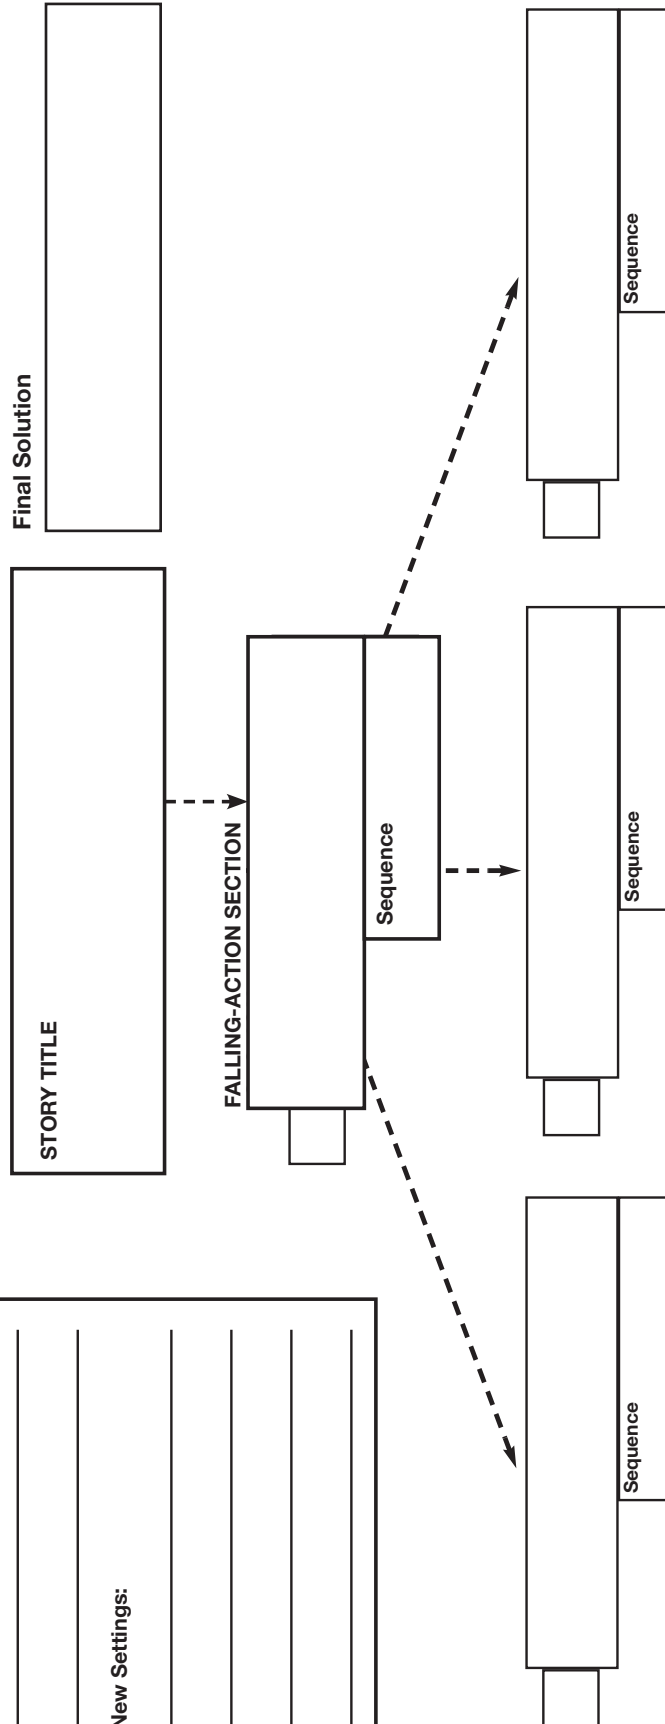 Final Solution
STORY TITLE
New Settings:
FALLING-ACTION SECTION
Sequence
Sequence
Sequence
Sequence